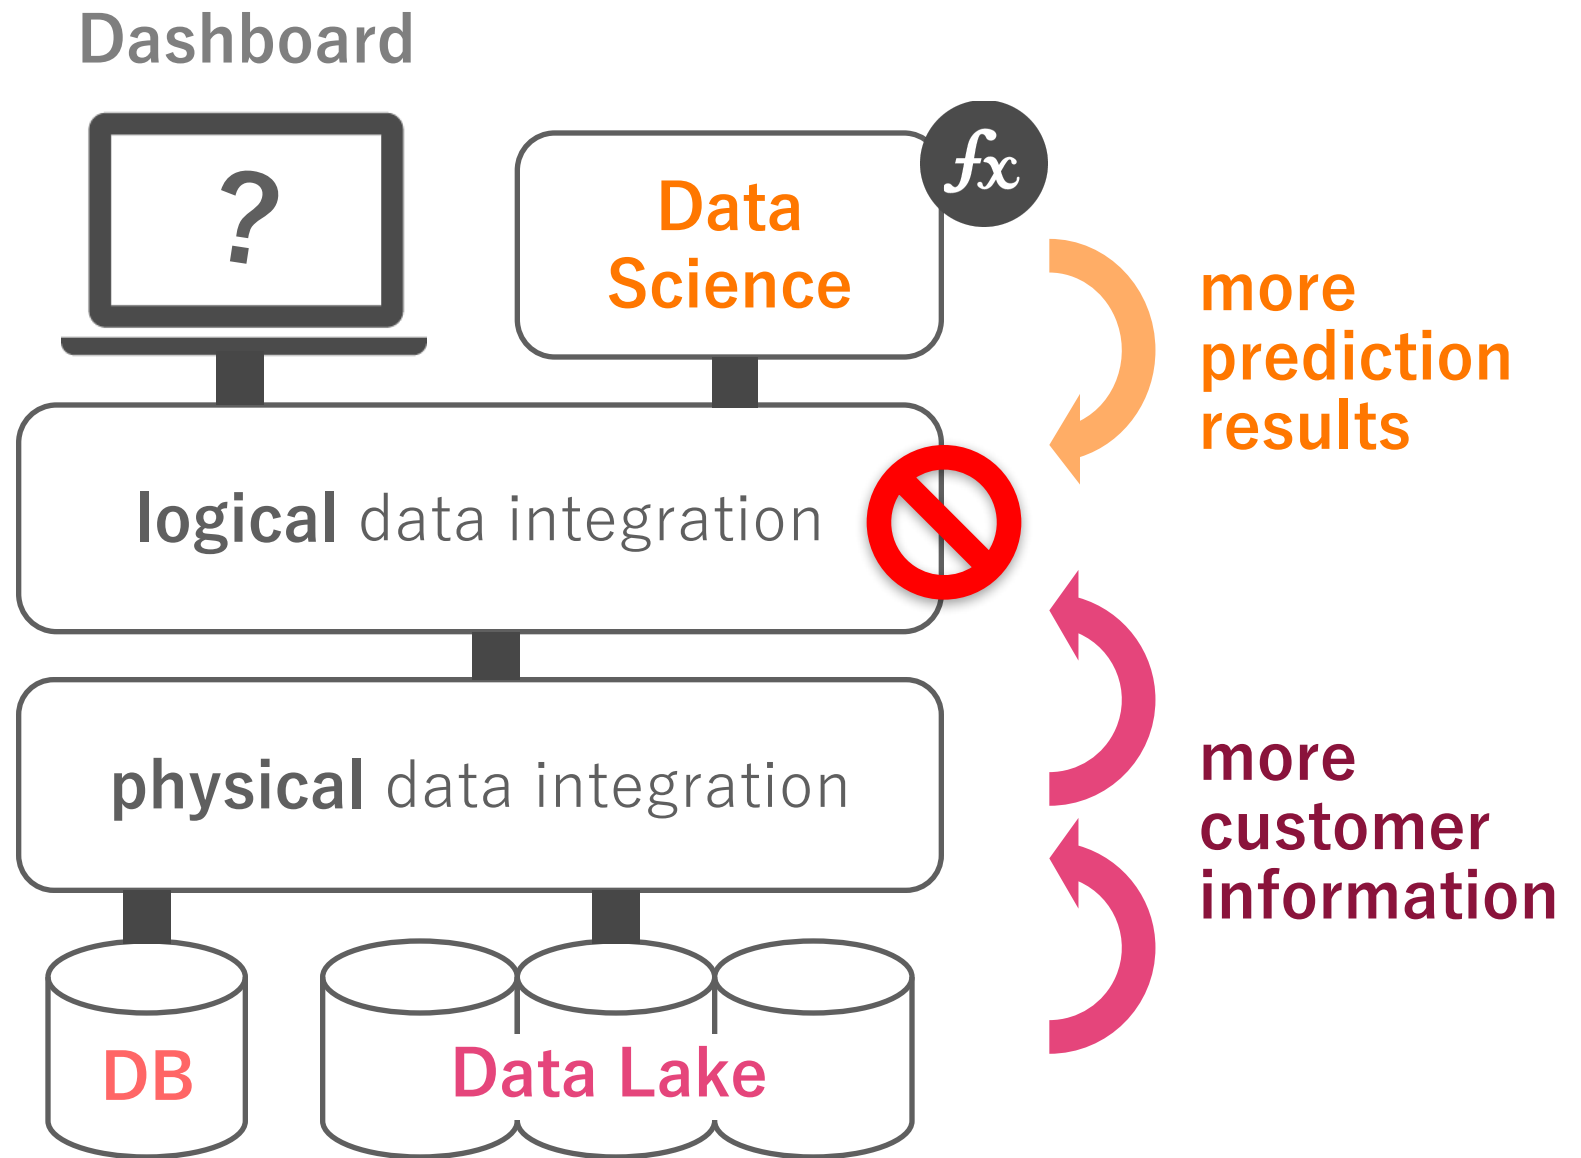 Dashboard
?
fx
Data
Science
more
prediction
results
logical data integration
physical data integration
more
customer
information
DB
Data Lake